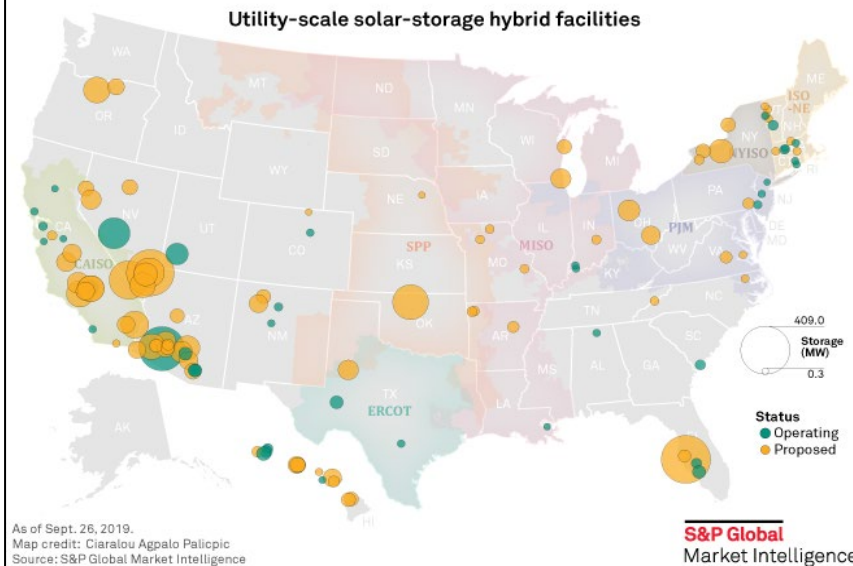 Utility-scale solar-storage hybrid facilities
WA
MT
ND
MN
ME
ISO
-NE
OR
ID
SD
WI
MI
NY
NH
NYISO
RI
WY
IA
PA
NJ
NE
NV
UT
IL
IN
OH
PJM
DE
MD
CA
CO
SPP
MISO
WV
VA
CAISO
KS
MO
KY
NC
AZ
NM
OK
AR
TN
SC
MS
AL
GA
TX
ERCOT
LA
AK
HI
409.0
Storage
(MW)
0.3
Status
Operating
Proposed
As of Sept. 26, 2019.
Map credit: Ciaralou Agpalo Palicpic
Source: S&P Global Market Intelligence
S&P Global
Market Intelligence